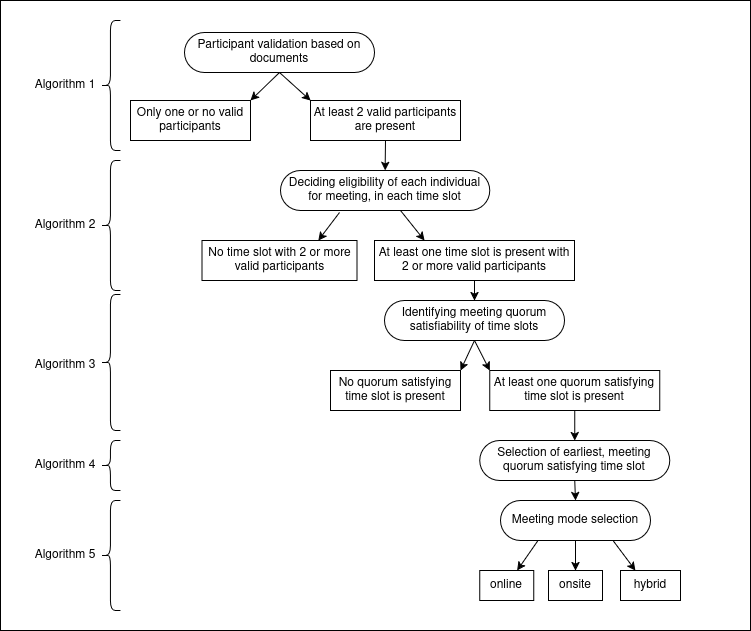 Participant validation based on
documents
Algorithm 1
Only one or no valid
participants
At least 2 valid participants
are present
Deciding eligibility of each individual
for meeting, in each time slot
Algorithm 2
No time slot with 2 or more
valid participants
At least one time slot is present with
2 or more valid participants
Identifying meeting quorum
satisfiability of time slots
Algorithm 3
No quorum satisfying
time slot is present
At least one quorum satisfying
time slot is present
Selection of earliest, meeting
quorum satisfying time slot
Algorithm 4
Meeting mode selection
Algorithm 5
online
onsite
hybrid